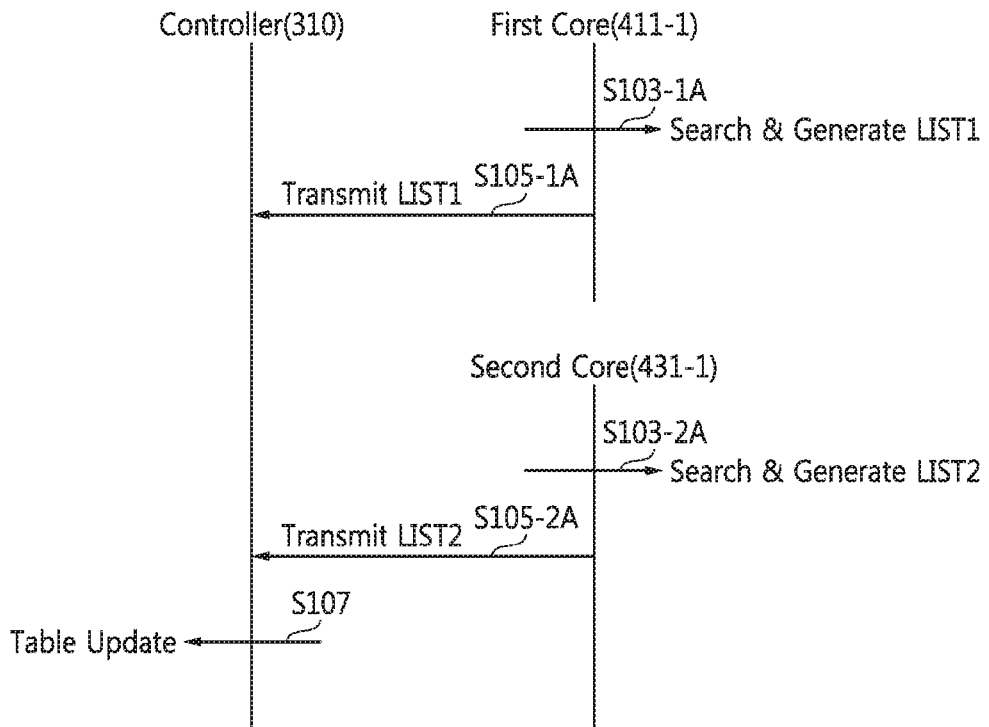 Controller(310) First Core(411-1)
S103-1A
Search & Generate LIST1
S105-1A
Transmit LIST1
Second Core(431-1)
S103-2A
Search & Generate LIST2
S105-2A
Transmit LIST2
S107
Table Update